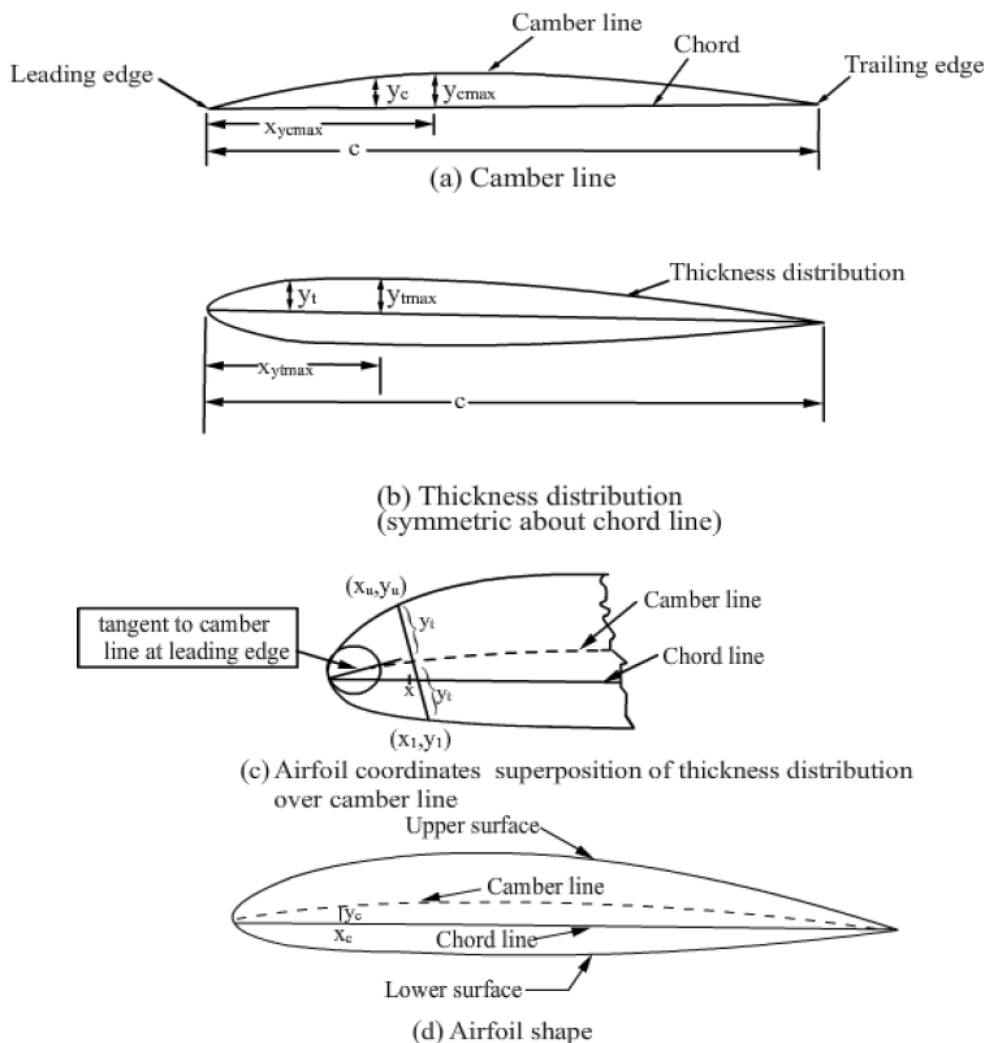 Camber line
Chord
Leading edge
Trailing edge
yc
ycmax
xycmax
c
(a) Camber line
Thickness distribution
yt
ytmax
xytmax
c
(b) Thickness distribution
(symmetric about chord line)
(xu,yu)
Camber line
tangent to camber
line at leading edge
yt
Chord line
x
yt
(x1,y1)
(c) Airfoil coordinates superposition of thickness distribution
over camber line
Upper surface
Camber line
yc
xc
Chord line
Lower surface
(d) Airfoil shape